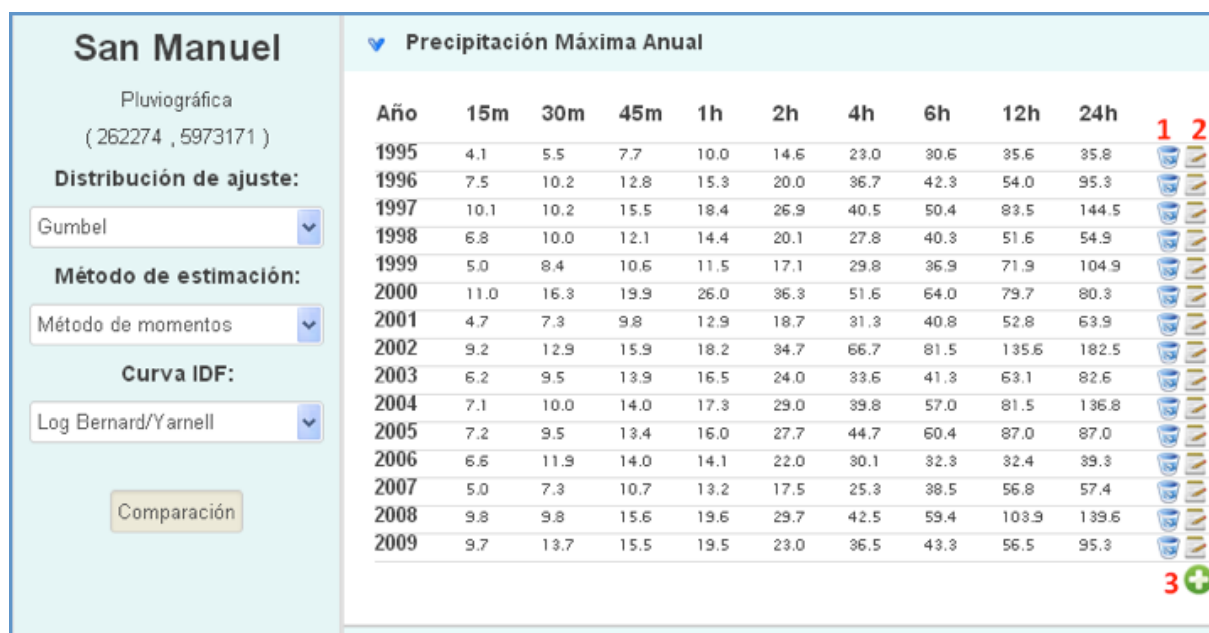 San Manuel
Pluviográfica
( 262274 , 5973171 )
Distribución de ajuste:
Gumbel
Método de estimación:
Método de momentos
Curva IDF:
Log Bernard/Yarnell
Comparación
Precipitación Máxima Anual
Año 15m 30m 45m 1h 2h 4h 6h 12h 24h
1 2
1995 4.1 5.5 7.7 10.0 14.6 23.0 30.6 35.6 35.8
1996 7.5 10.2 12.8 15.3 20.0 36.7 42.3 54.0 95.3
1997 10.1 10.2 15.5 18.4 26.9 40.5 50.4 83.5 144.5
1998 6.8 10.0 12.1 14.4 20.1 27.8 40.3 51.6 54.9
1999 5.0 8.4 10.6 11.5 17.1 29.8 36.9 71.9 104.9
2000 11.0 16.3 19.9 26.0 36.3 51.6 64.0 79.7 80.3
2001 4.7 7.3 9.8 12.9 18.7 31.3 40.8 52.8 63.9
2002 9.2 12.9 15.9 18.2 34.7 66.7 81.5 135.6 182.5
2003 6.2 9.5 13.9 16.5 24.0 33.6 41.3 63.1 82.6
2004 7.1 10.0 14.0 17.3 29.0 39.8 57.0 81.5 136.8
2005 7.2 9.5 13.4 16.0 27.7 44.7 60.4 87.0 87.0
2006 6.6 11.9 14.0 14.1 22.0 30.1 32.3 32.4 39.3
2007 5.0 7.3 10.7 13.2 17.5 25.3 38.5 56.8 57.4
2008 9.8 9.8 15.6 19.6 29.7 42.5 59.4 103.9 139.6
2009 9.7 13.7 15.5 19.5 23.0 36.5 43.3 56.5 95.3
3